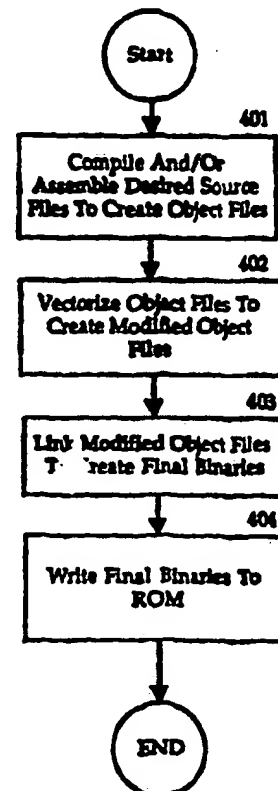 Start
401
Compile And/Or
Assemble Desired Source
Files To Create Object Files
402
Vectorize Object Files To
Create Modified Object
Files
403
Link Modified Object Files
Create Final Binaries
404
Write Final Binaries To
ROM
END